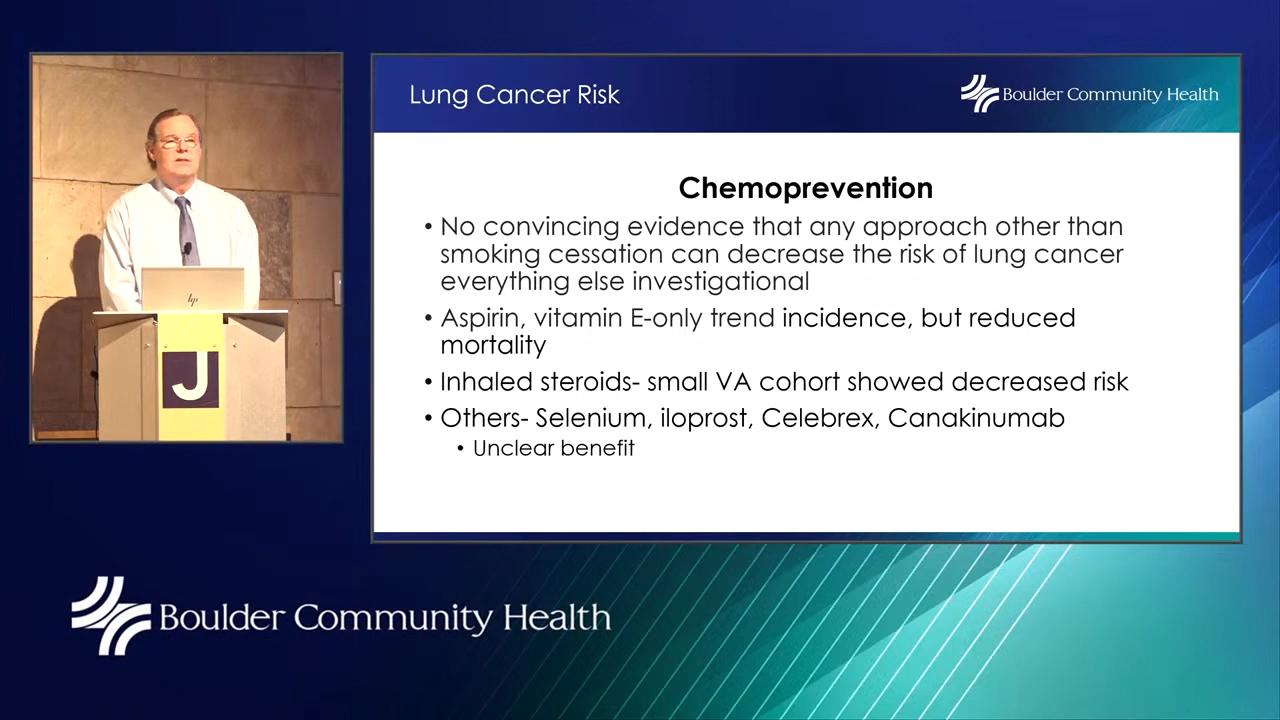 Lung Cancer Risk
Boulder Community Health
Chemoprevention
• No convincing evidence that any approach other than
smoking cessation can decrease the risk of lung cancer
everything else investigational
• Aspirin, vitamin E-only trend incidence, but reduced
mortality
• Inhaled steroids- small VA cohort showed decreased risk
• Others- Selenium, iloprost, Celebrex, Canakinumab
• Unclear benefit
hp
J
Boulder Community Health